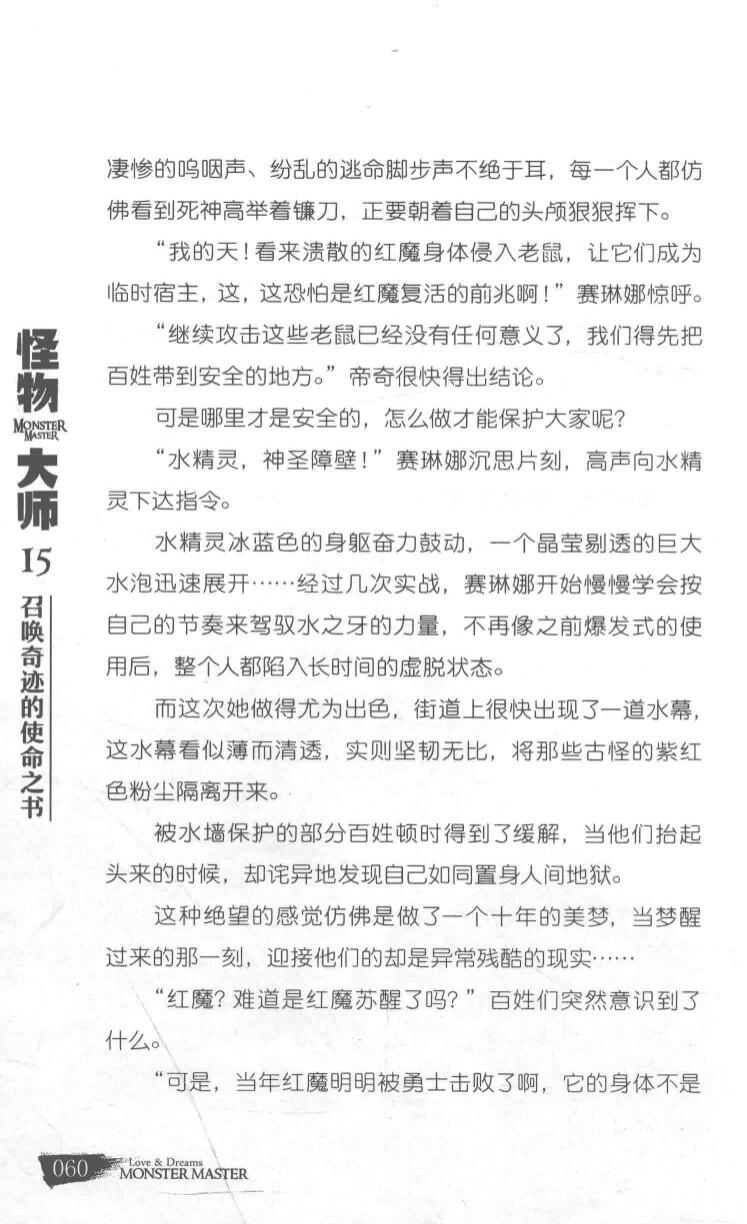 凄惨的呜咽声、纷乱的逃命脚步声不绝于耳，每一个人都仿
佛看到死神高举着镰刀，正要朝着自己的头颅狠狠挥下。
“我的天！看来溃散的红魔身体侵入老鼠，让它们成为
临时宿主，这，这恐怕是红魔复活的前兆啊！”赛琳娜惊呼。
“继续攻击这些老鼠已经没有任何意义了，我们得先把
百姓带到安全的地方。”帝奇很快得出结论。
可是哪里才是安全的，怎么做才能保护大家呢？
“水精灵，神圣障壁！”赛琳娜沉思片刻，高声向水精
灵下达指令。
水精灵冰蓝色的身躯奋力鼓动，一个晶莹剔透的巨大
水泡迅速展开……经过几次实战，赛琳娜开始慢慢学会按
自己的节奏来驾驭水之牙的力量，不再像之前爆发式的使
用后，整个人都陷入长时间的虚脱状态。
而这次她做得尤为出色，街道上很快出现了一道水幕，
这水幕看似薄而清透，实则坚韧无比，将那些古怪的紫红
色粉尘隔离开来。
被水墙保护的部分百姓顿时得到了缓解，当他们抬起
头来的时候，却诧异地发现自己如同置身人间地狱。
这种绝望的感觉仿佛是做了一个十年的美梦，当梦醒
过来的那一刻，迎接他们的却是异常残酷的现实……
“红魔？难道是红魔苏醒了吗？”百姓们突然意识到了
什么。
“可是，当年红魔明明被勇士击败了啊，它的身体不是
怪物
MONSTER
MASTER
大师
15
召唤奇迹的使命之书
060
Love & Dreams
MONSTER MASTER